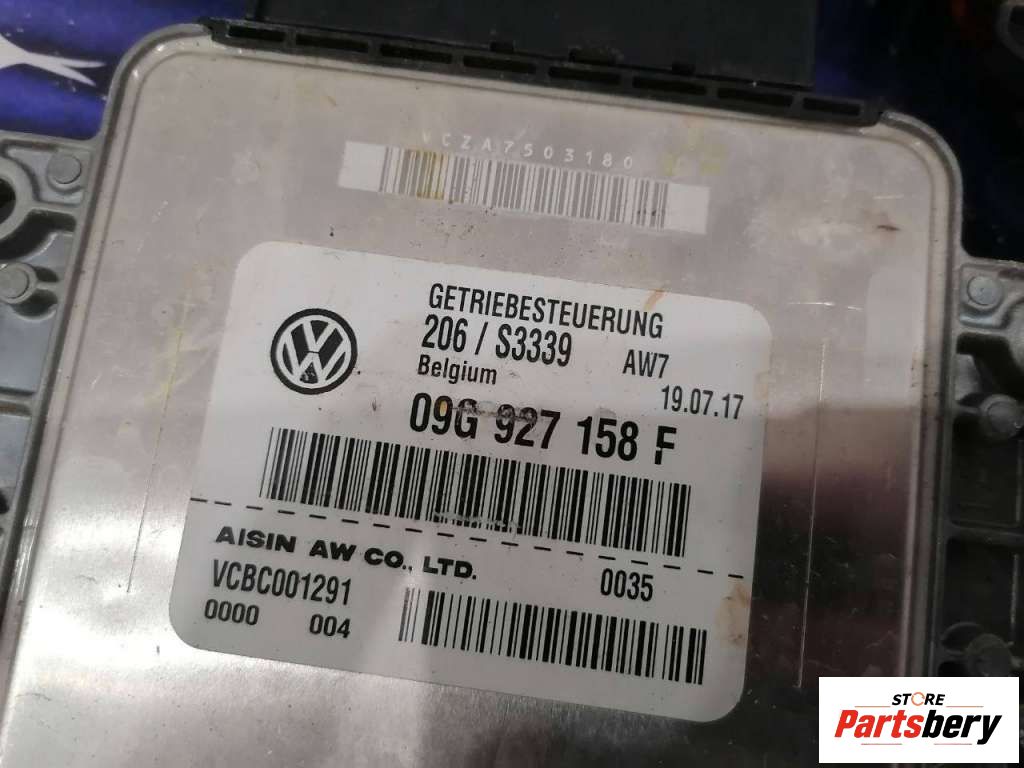 VCZA7503180
GETRIEBESTEUERUNG
206 / S3339 AW7
Belgium 19.07.17
09G 927 158 F
AISIN AW CO., LTD.
VCBC001291 0035
0000 004
STORE
Partsbery